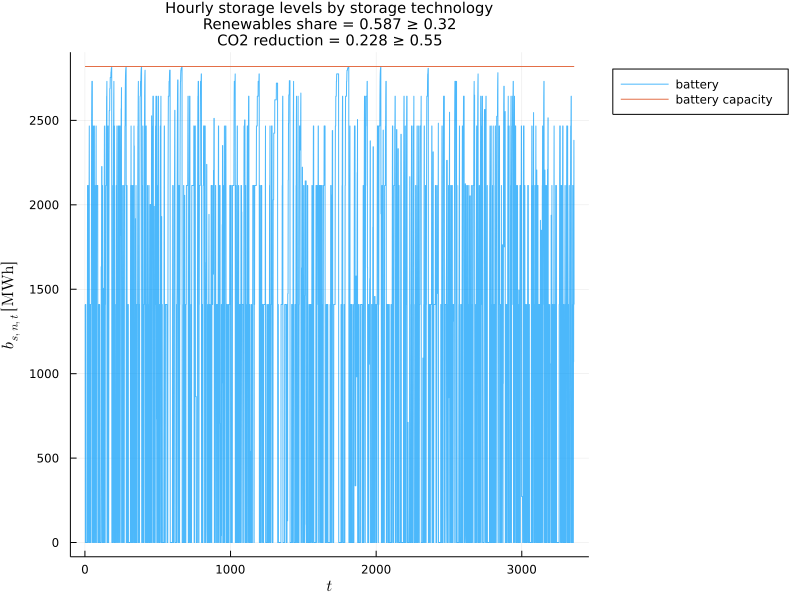 Hourly storage levels by storage technology
Renewables share = 0.587 ≥ 0.32
CO2 reduction = 0.228 ≥ 0.55
battery
battery capacity
2500
2000
1500
1000
500
0
b_{s, n, t} [MWh]
0 1000 2000 3000
t